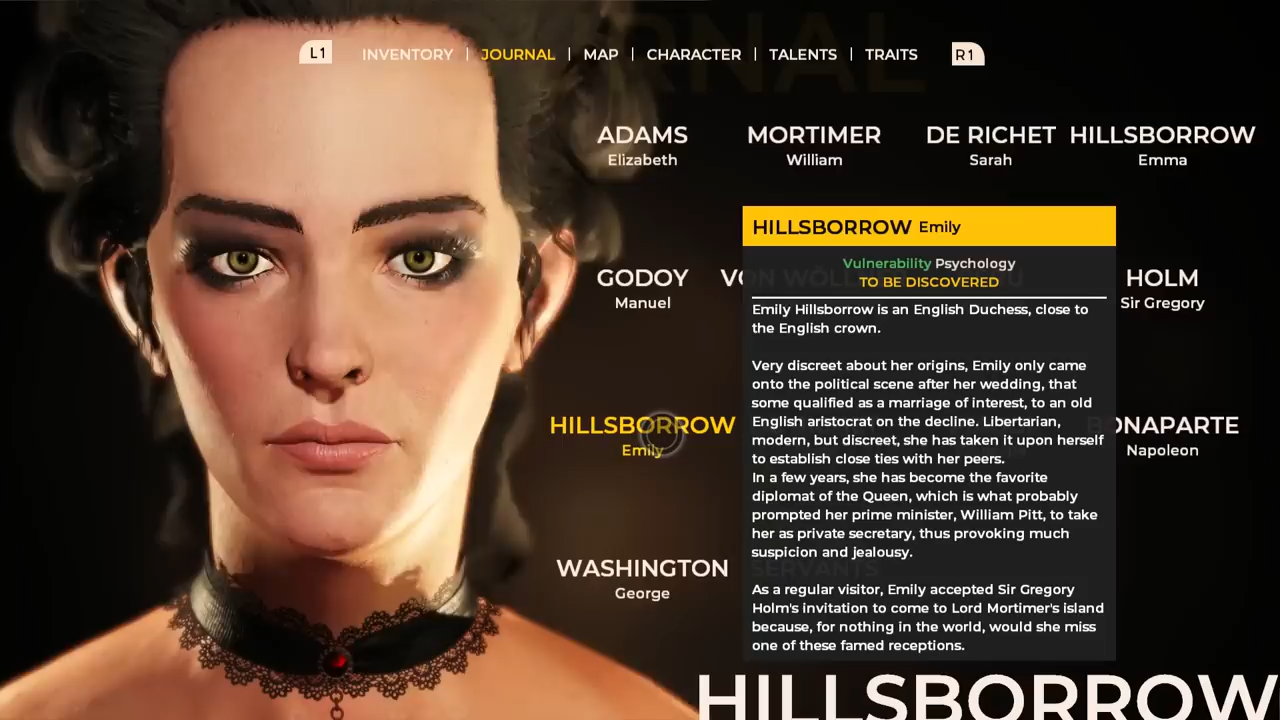 L1 INVENTORY | JOURNAL | MAP | CHARACTER | TALENTS | TRAITS R1
ADAMS
Elizabeth
MORTIMER
William
DE RICHET
Sarah
HILLSBORROW
Emma
GODOY
Manuel
HOLM
Sir Gregory
HILLSBORROW
Emily
BONAPARTE
Napoleon
WASHINGTON
George
SERVANTS
HILLSBORROW Emily
Vulnerability Psychology
TO BE DISCOVERED
Emily Hillsborrow is an English Duchess, close to
the English crown.
Very discreet about her origins, Emily only came
onto the political scene after her wedding, that
some qualified as a marriage of interest, to an old
English aristocrat on the decline. Libertarian,
modern, but discreet, she has taken it upon herself
to establish close ties with her peers.
In a few years, she has become the favorite
diplomat of the Queen, which is what probably
prompted her prime minister, William Pitt, to take
her as private secretary, thus provoking much
suspicion and jealousy.
As a regular visitor, Emily accepted Sir Gregory
Holm's invitation to come to Lord Mortimer's island
because, for nothing in the world, would she miss
one of these famed receptions.
HILLSBORROW